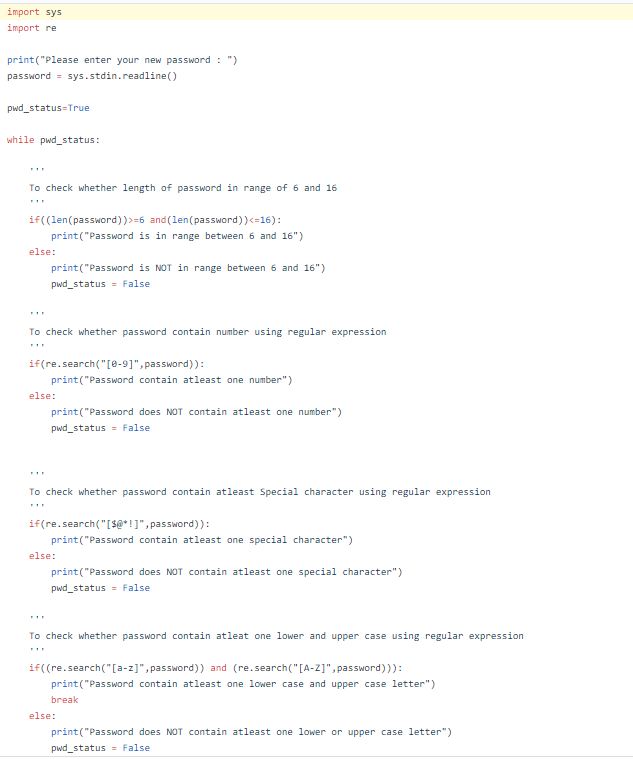 import sys
import re
print("Please enter your new password : ")
password = sys.stdin.readline()
pwd_status=True
while pwd_status:
    '''
    To check whether length of password in range of 6 and 16
    '''
    if((len(password))>=6 and(len(password))<=16):
        print("Password is in range between 6 and 16")
    else:
        print("Password is NOT in range between 6 and 16")
        pwd_status = False
    '''
    To check whether password contain number using regular expression
    '''
    if(re.search("[0-9]",password)):
        print("Password contain atleast one number")
    else:
        print("Password does NOT contain atleast one number")
        pwd_status = False
    '''
    To check whether password contain atleast Special character using regular expression
    '''
    if(re.search("[$@*!]",password)):
        print("Password contain atleast one special character")
    else:
        print("Password does NOT contain atleast one special character")
        pwd_status = False
    '''
    To check whether password contain atleat one lower and upper case using regular expression
    '''
    if((re.search("[a-z]",password)) and (re.search("[A-Z]",password))):
        print("Password contain atleast one lower case and upper case letter")
        break
    else:
        print("Password does NOT contain atleast one lower or upper case letter")
        pwd_status = False